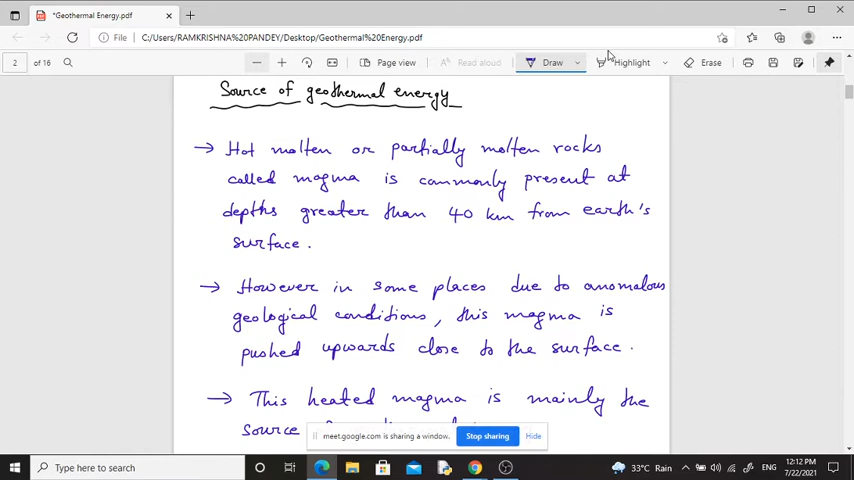 *Geothermal Energy.pdf
File C:/Users/RAMKRISHNA%20PANDEY/Desktop/Geothermal%20Energy.pdf
2 of 16 Page view Read aloud Draw Highlight Erase
Source of geothermal energy
→ Hot molten or partially molten rocks
called magma is commonly present at
depths greater than 40 km from earth's
surface.
→ However in some places due to anomalous
geological conditions, this magma is
pushed upwards close to the surface.
→ This heated magma is mainly the
source
meet.google.com is sharing a window. Stop sharing Hide
Type here to search 33°C Rain ENG 12:12 PM
7/22/2021